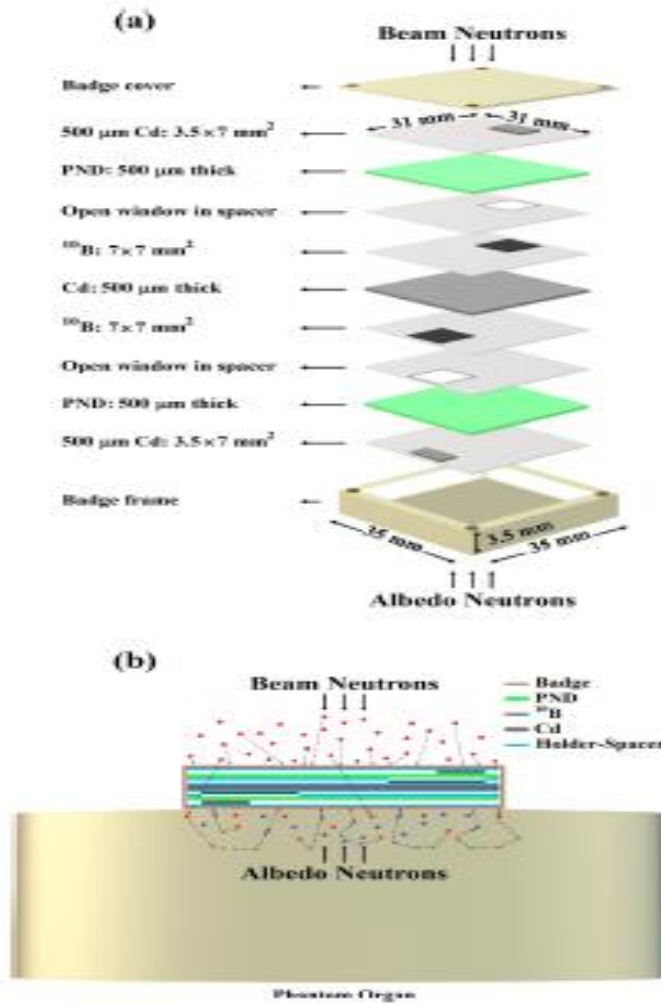 (a)
Beam Neutrons
Badge cover
31 mm
31 mm
500 µm Cd: 3.5×7 mm²
PND: 500 µm thick
Open window in spacer
¹⁰B: 7×7 mm²
Cd: 500 µm thick
¹⁰B: 7×7 mm²
Open window in spacer
PND: 500 µm thick
500 µm Cd: 3.5×7 mm²
Badge frame
35 mm
3.5 mm
35 mm
Albedo Neutrons
(b)
Beam Neutrons
Badge
PND
¹⁰B
Cd
Holder-Spacer
Albedo Neutrons
Phantom Organ